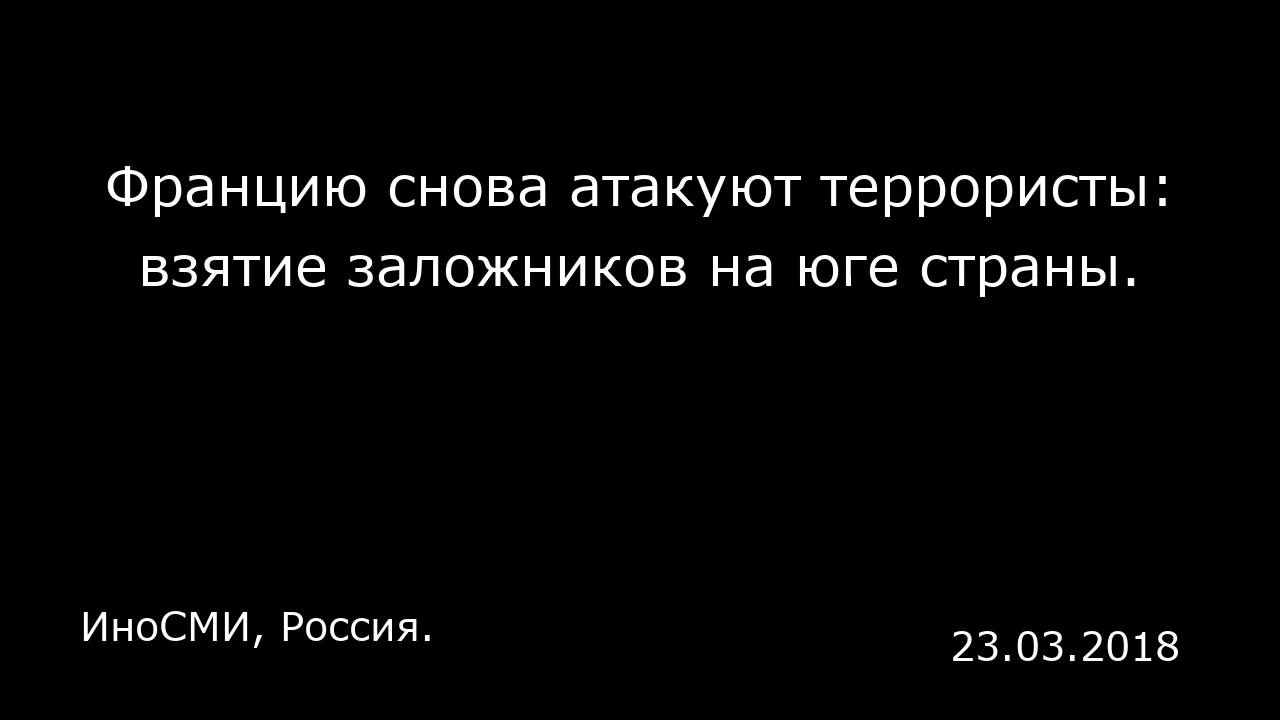 Францию снова атакуют террористы:
взятие заложников на юге страны.
ИноСМИ, Россия.
23.03.2018